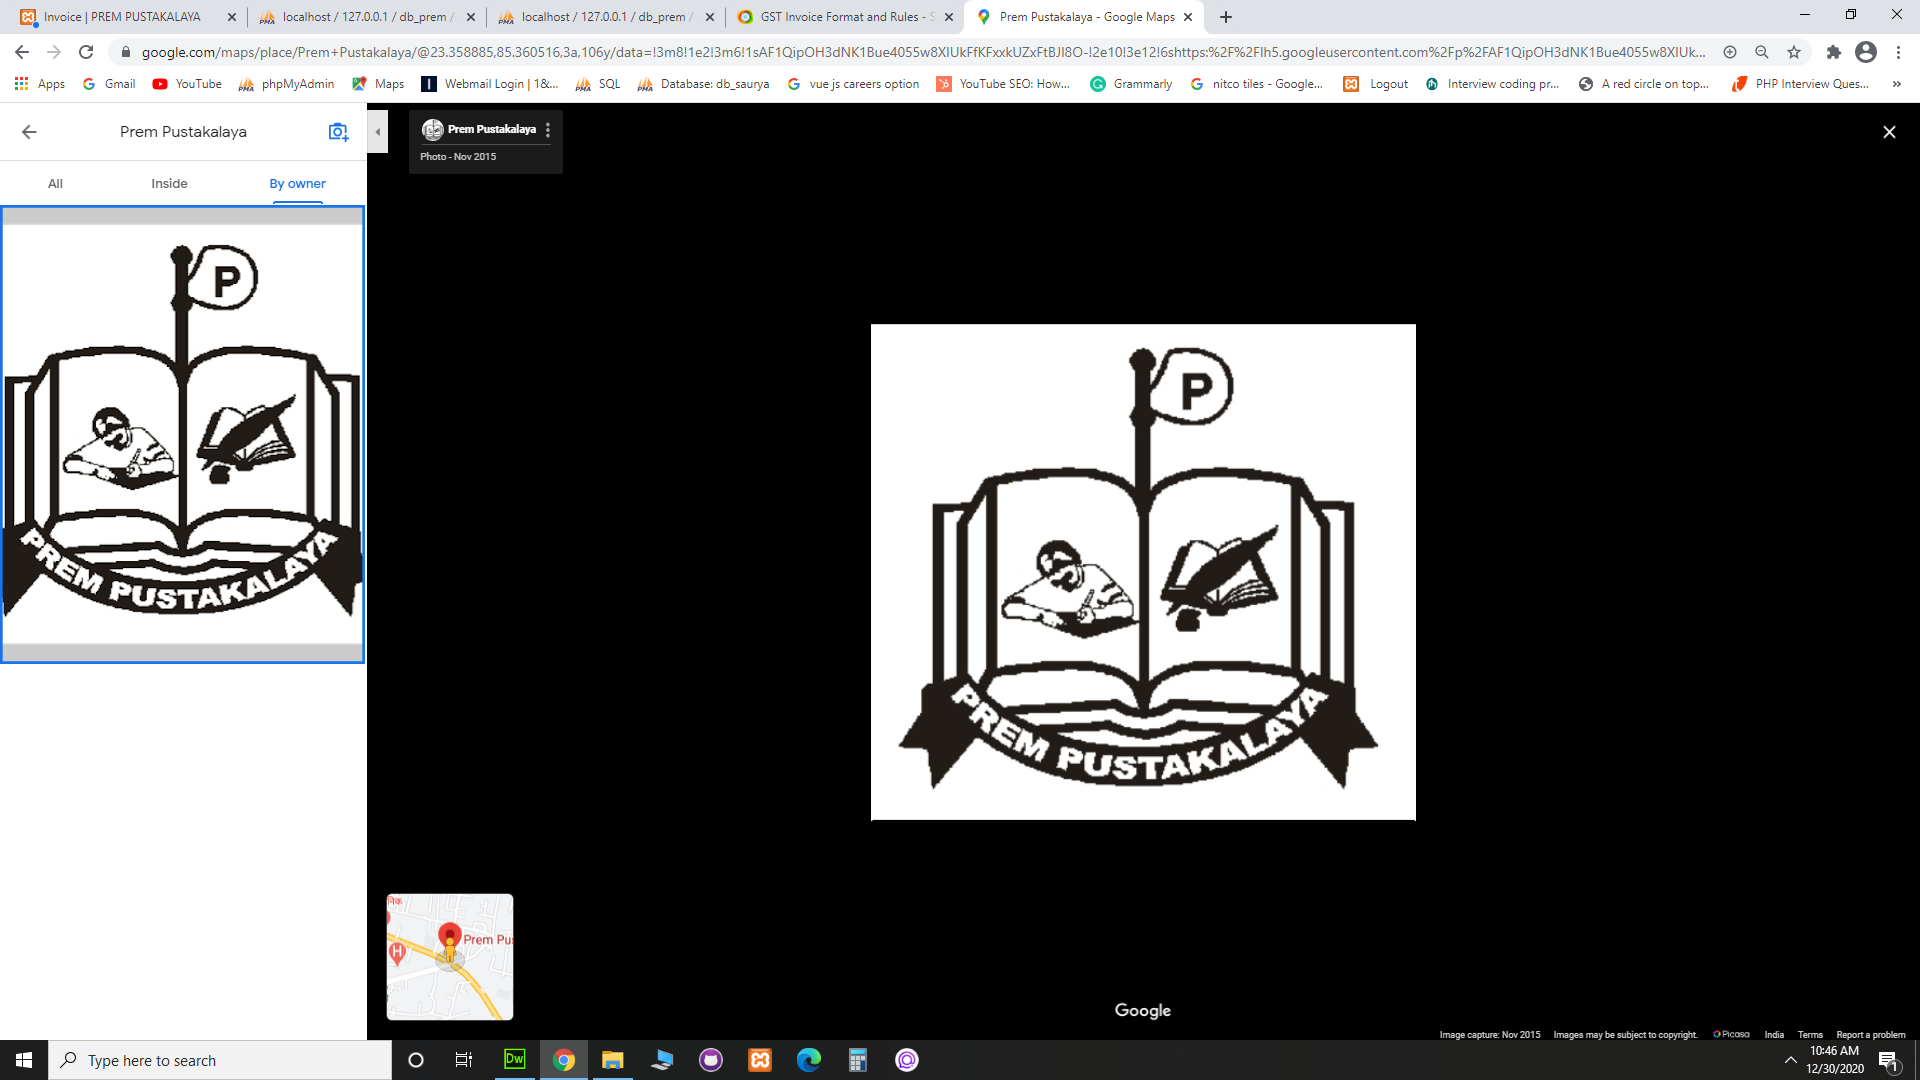 Invoice | PREM PUSTAKALAYA
localhost / 127.0.0.1 / db_prem /
localhost / 127.0.0.1 / db_prem /
GST Invoice Format and Rules - S
Prem Pustakalaya - Google Maps
google.com/maps/place/Prem+Pustakalaya/@23.358885,85.360516,3a,106y/data=!3m8!1e2!3m6!1sAF1QipOH3dNK1Bue4055w8XIUkFfKFxxkUZxFtBJI8O-!2e10!3e12!6shttps:%2F%2Flh5.googleusercontent.com%2Fp%2FAF1QipOH3dNK1Bue4055w8XIUk...
Apps Gmail YouTube phpMyAdmin Maps Webmail Login | 1&... SQL Database: db_saurya vue js careers option YouTube SEO: How... Grammarly nitco tiles - Google... Logout Interview coding pr... A red circle on top... PHP Interview Ques... »
Prem Pustakalaya
All Inside By owner
P
PREM PUSTAKALAYA
Prem Pustakalaya
Photo - Nov 2015
P
PREM PUSTAKALAYA
H
Prem Pus
Google
Image capture: Nov 2015 Images may be subject to copyright. Picasa India Terms Report a problem
Type here to search
Dw
10:46 AM
12/30/2020
1